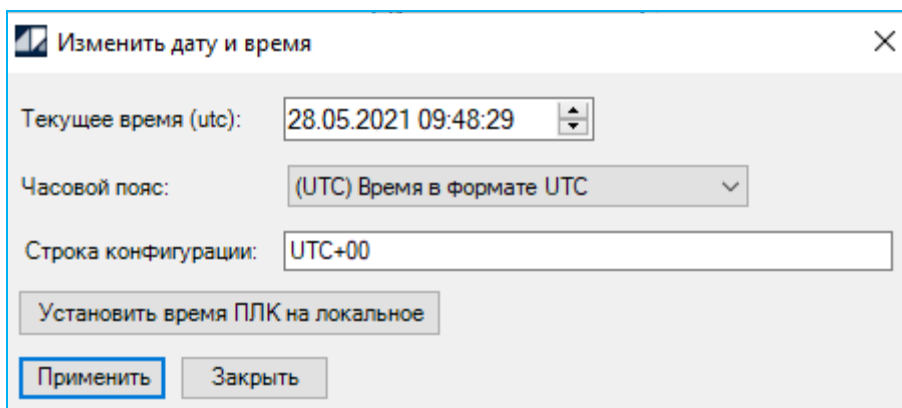 Изменить дату и время
Текущее время (utc): 28.05.2021 09:48:29
Часовой пояс: (UTC) Время в формате UTC
Строка конфигурации: UTC+00
Установить время ПЛК на локальное
Применить Закрыть